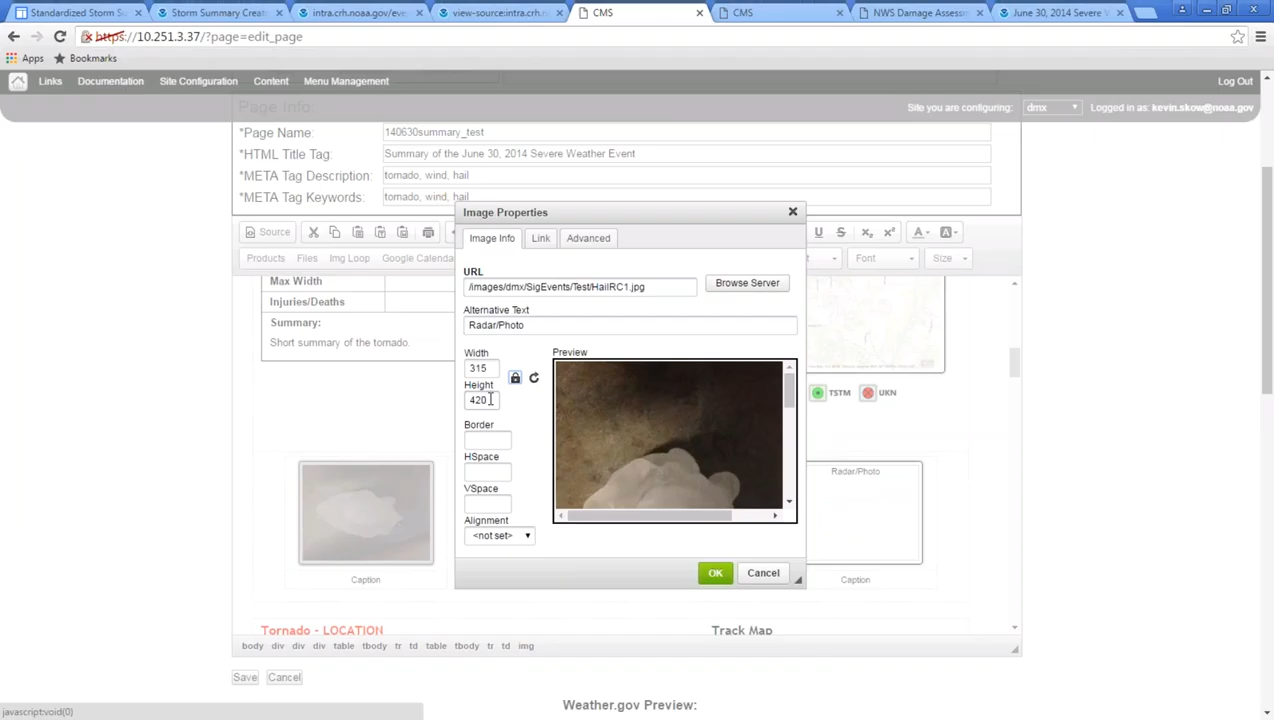 Standardized Storm Su
Storm Summary Create
intra.crh.noaa.gov/eve
view-source:intra.crh.n
CMS
CMS
NWS Damage Assessm
June 30, 2014 Severe W
https://10.251.3.37/?page=edit_page
Apps Bookmarks
Links Documentation Site Configuration Content Menu Management Log Out
Page Info: Site you are configuring: dmx Logged in as: kevin.skow@noaa.gov
*Page Name: 140630summary_test
*HTML Title Tag: Summary of the June 30, 2014 Severe Weather Event
*META Tag Description: tornado, wind, hail
*META Tag Keywords: tornado, wind, hail
Source
Products Files Img Loop Google Calenda Font Size
Image Properties
Image Info Link Advanced
URL
/images/dmx/SigEvents/Test/HailRC1.jpg Browse Server
Alternative Text
Radar/Photo
Width
315
Height
420
Preview
Border
HSpace
VSpace
Alignment
<not set>
OK Cancel
Max Width
Injuries/Deaths
Summary:
Short summary of the tornado.
TSTM UKN
Radar/Photo
Caption Caption
Tornado - LOCATION Track Map
body div div div table tbody tr td table tbody tr td img
Save Cancel
Weather.gov Preview:
javascript:void(0)